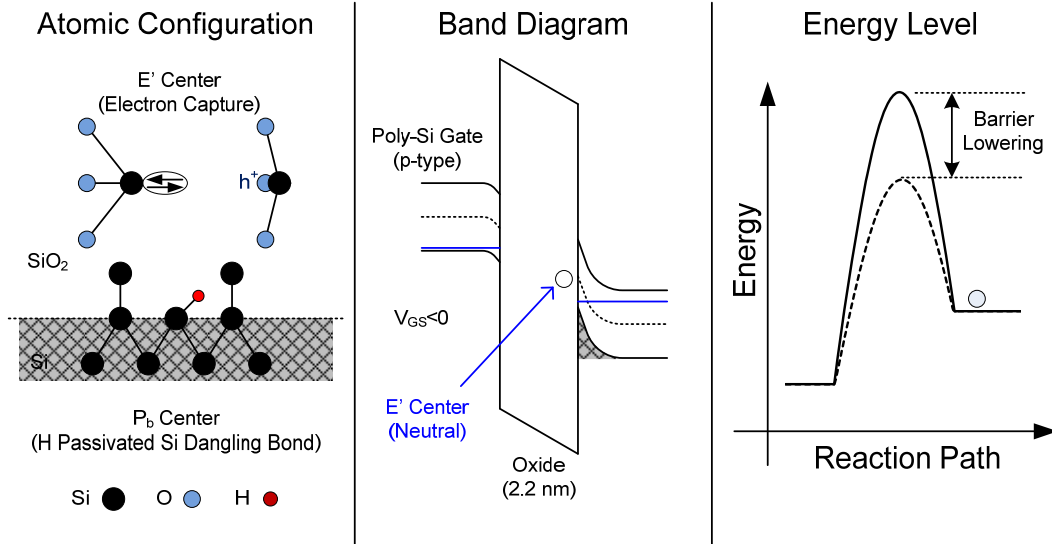 Atomic Configuration
E' Center
(Electron Capture)
h+
SiO2
Si
Pb Center
(H Passivated Si Dangling Bond)
Si
O
H
Band Diagram
Poly-Si Gate
(p-type)
VGS<0
E' Center
(Neutral)
Oxide
(2.2 nm)
Energy Level
Barrier
Lowering
Energy
Reaction Path